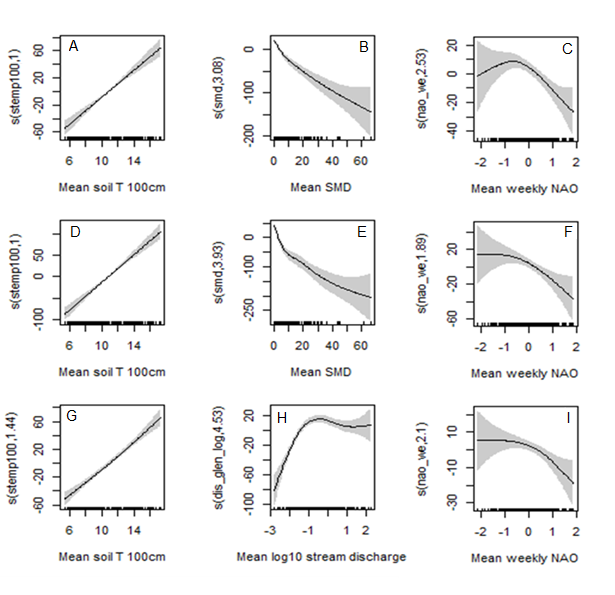 A
s(stemp100,1)
60
20
-20
-60
6 10 14
Mean soil T 100cm
B
s(smd,3.08)
0
-100
-200
0 20 40 60
Mean SMD
C
s(nao_we,2.53)
20
0
-20
-40
-2 -1 0 1 2
Mean weekly NAO
D
s(stemp100,1)
50
0
-100
6 10 14
Mean soil T 100cm
E
s(smd,3.93)
0
-100
-250
0 20 40 60
Mean SMD
F
s(nao_we,1.89)
20
-20
-60
-2 -1 0 1 2
Mean weekly NAO
G
s(stemp100,1.44)
60
20
-20
-60
6 10 14
Mean soil T 100cm
H
s(dis_glen_log,4.53)
20
-20
-60
-100
-3 -1 1 2
Mean log10 stream discharge
I
s(nao_we,2.1)
10
-10
-30
-2 -1 0 1 2
Mean weekly NAO